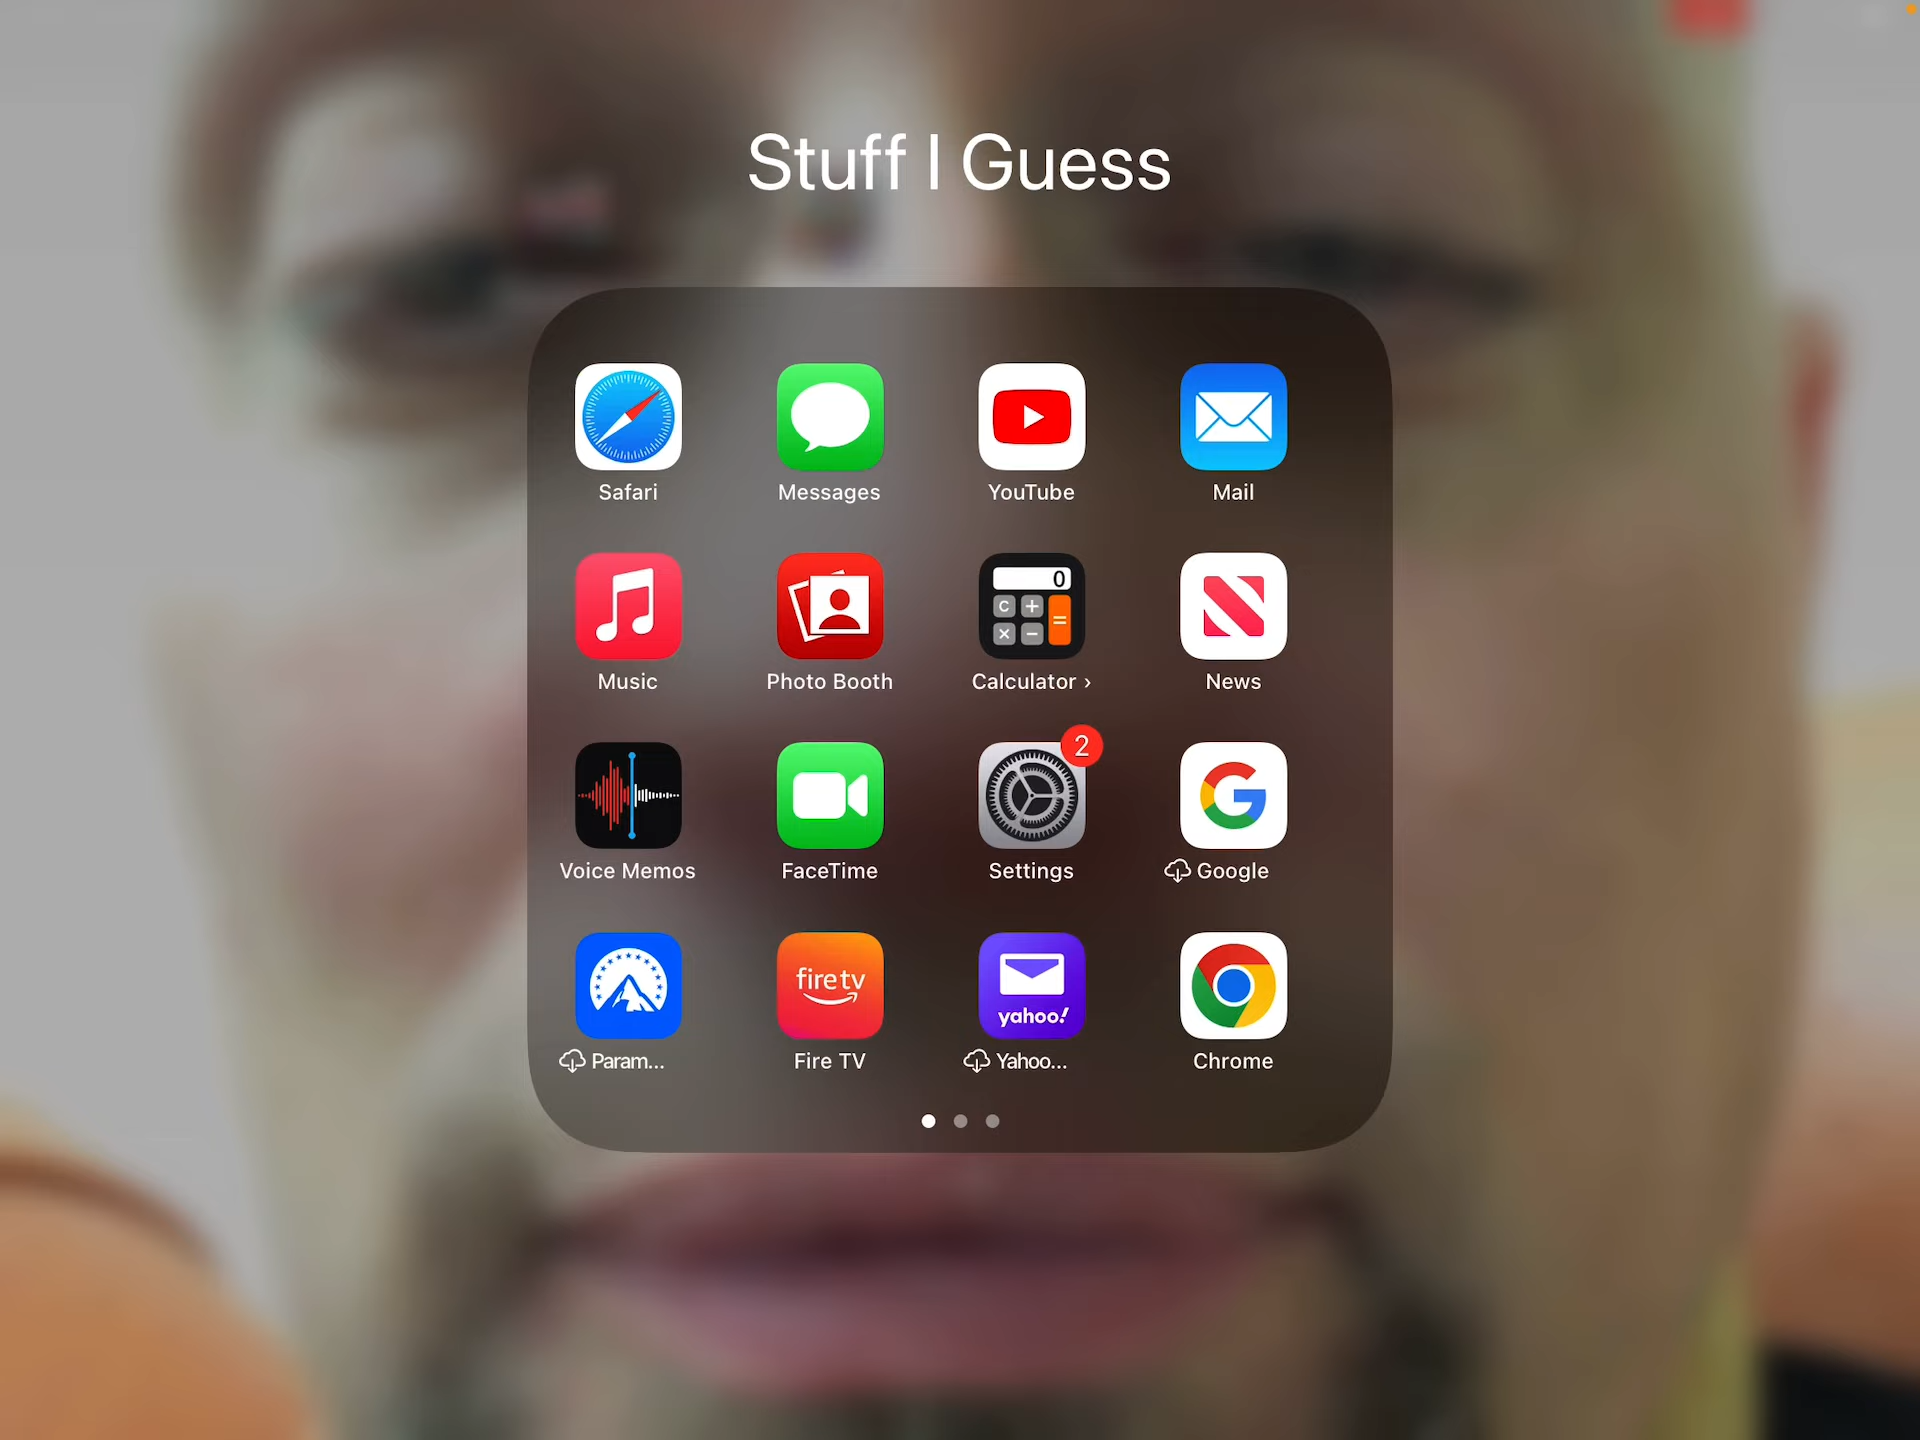 Stuff I Guess
Safari
Messages
YouTube
Mail
0
C +
= 
× −
Music
Photo Booth
Calculator ›
News
2
Voice Memos
FaceTime
Settings
G
Google
fire tv
yahoo!
Param...
Fire TV
Yahoo...
Chrome